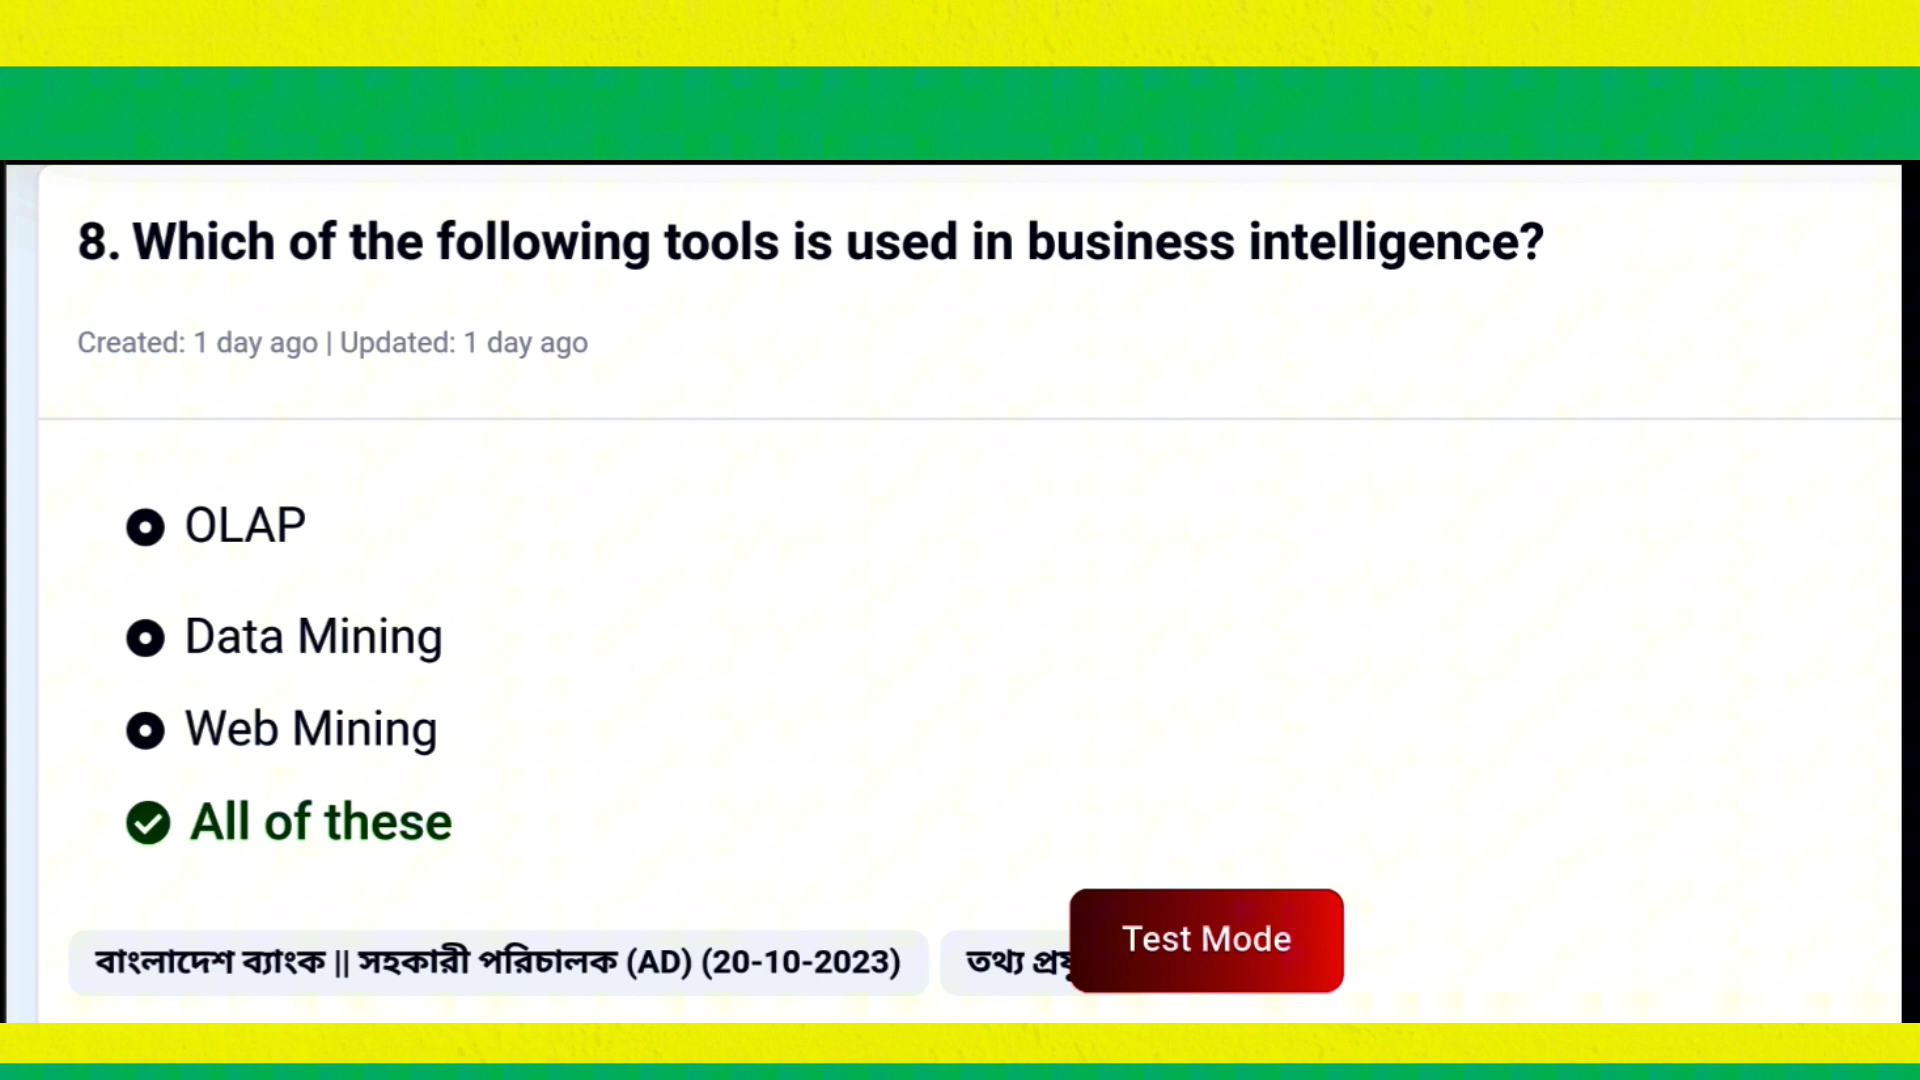 8. Which of the following tools is used in business intelligence?
Created: 1 day ago | Updated: 1 day ago
OLAP
Data Mining
Web Mining
All of these
বাংলাদেশ ব্যাংক || সহকারী পরিচালক (AD) (20-10-2023)
তথ্য
Test Mode